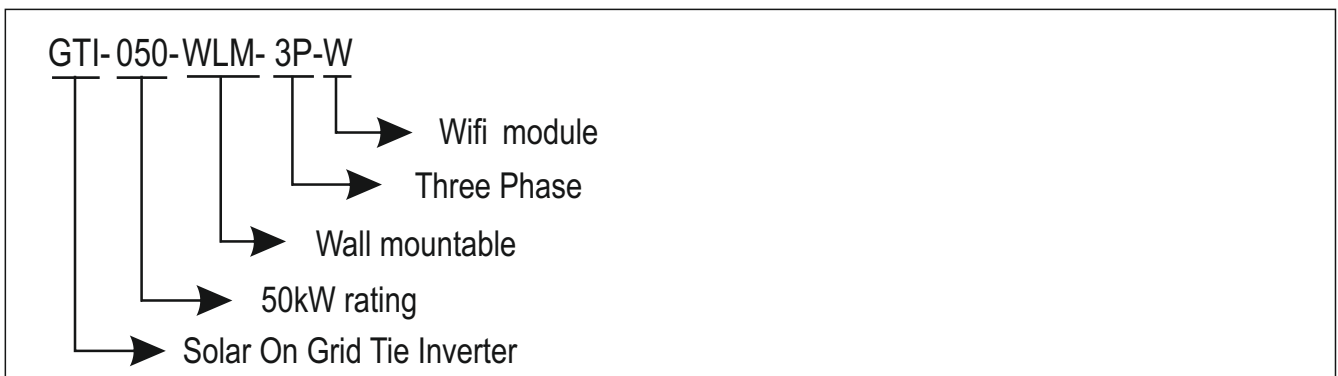 GTI- 050-WLM- 3P-W
Wifi module
Three Phase
Wall mountable
50kW rating
Solar On Grid Tie Inverter